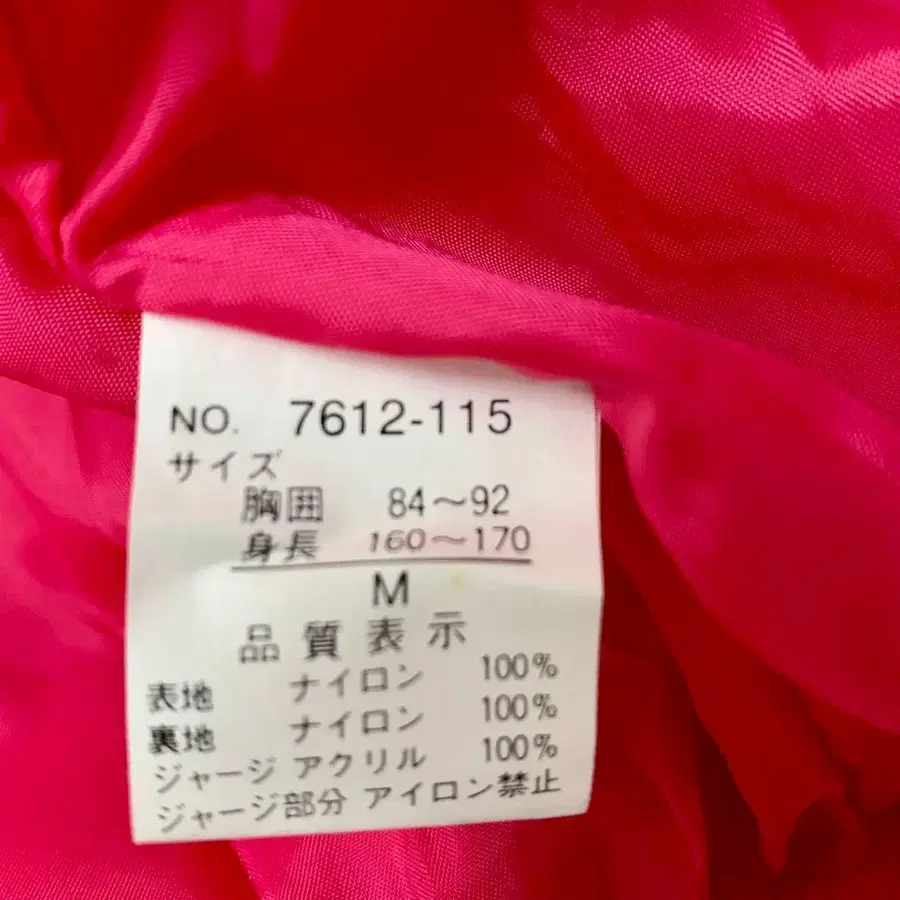 NO. 7612-115
サイズ
胸囲 84～92
身長 160～170
M
品質表示
表地 ナイロン 100%
裏地 ナイロン 100%
ジャージ アクリル 100%
ジャージ部分 アイロン禁止